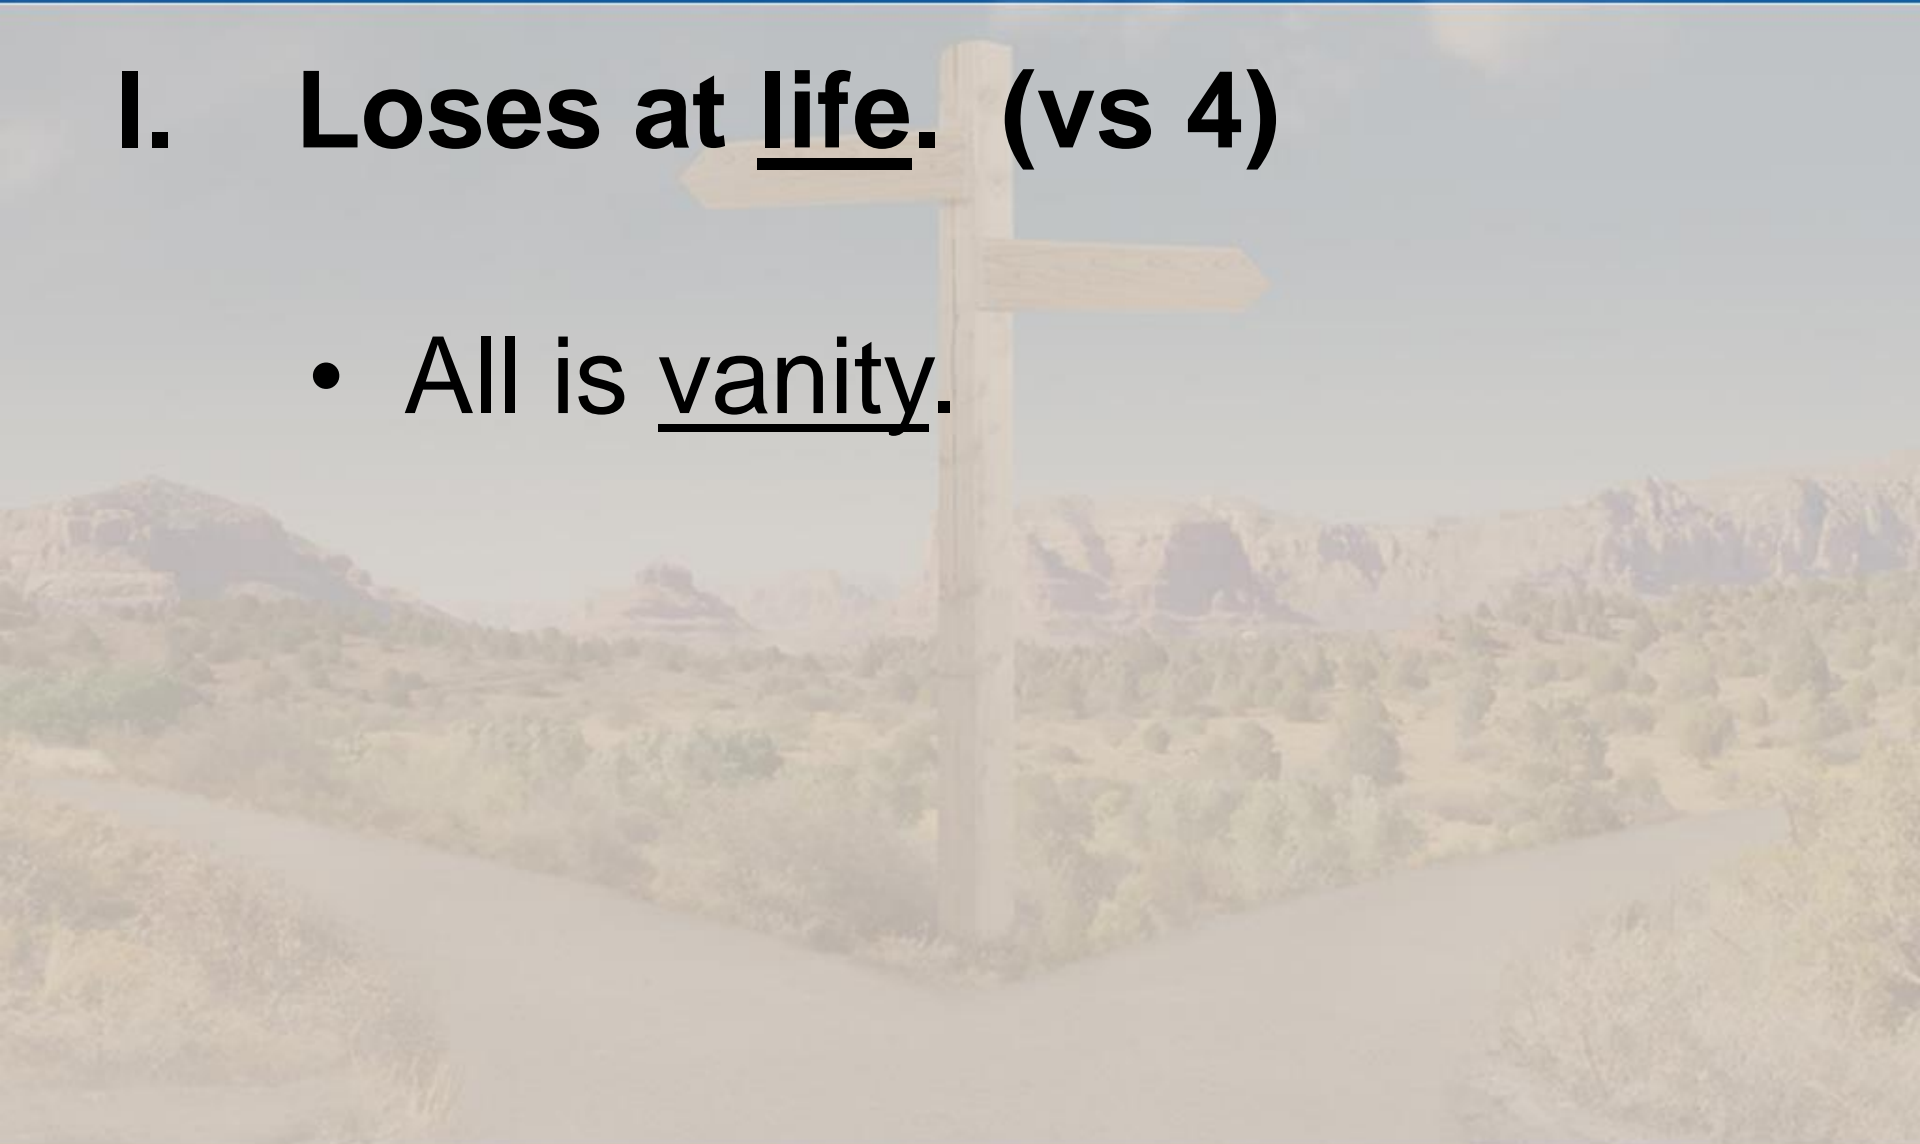 I. Loses at life. (vs 4)
• All is vanity.